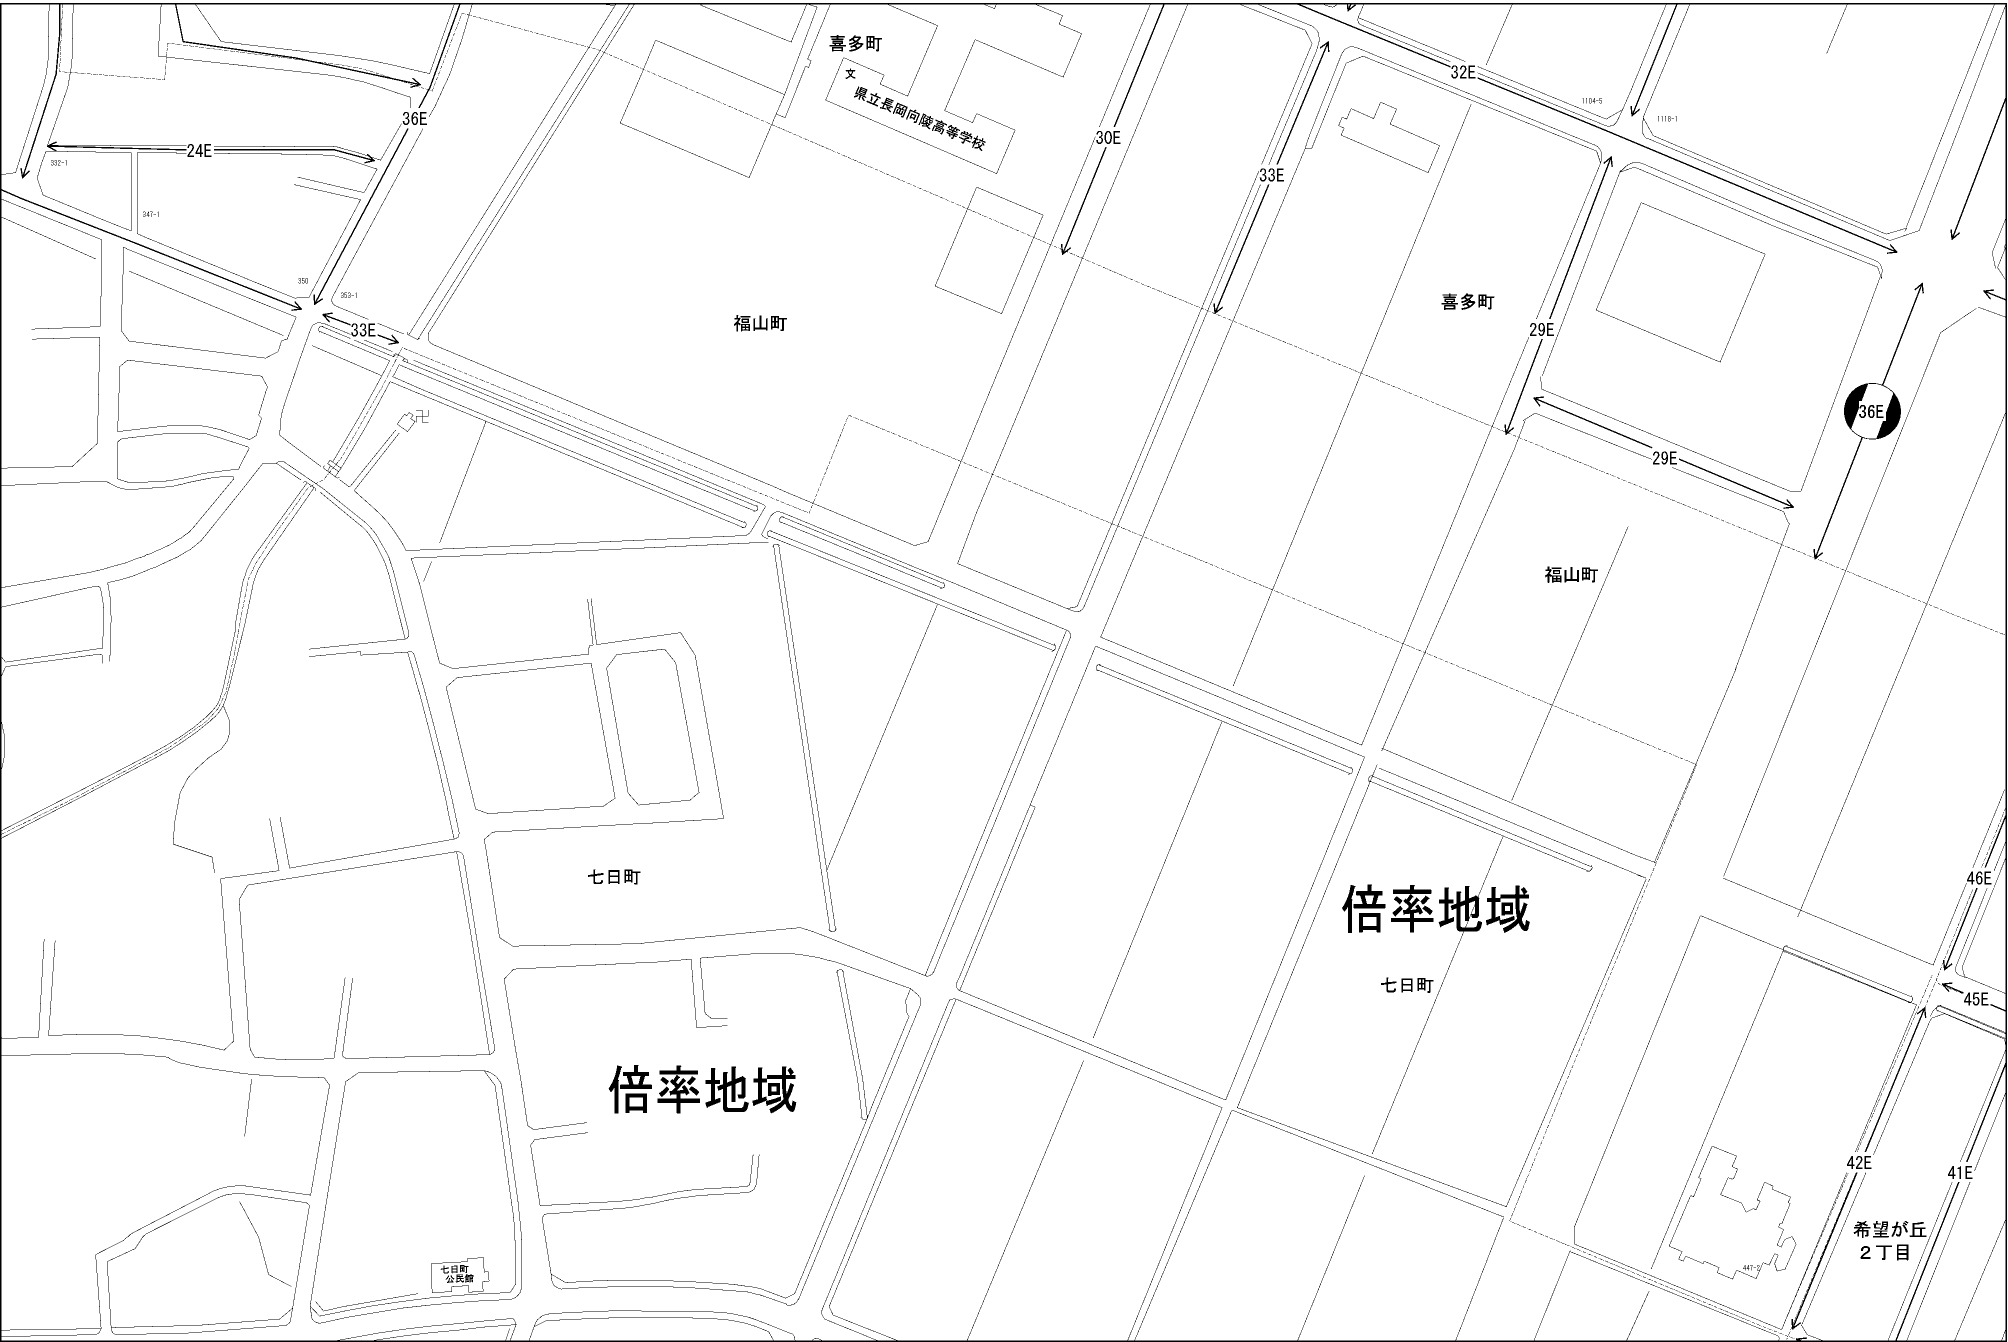 喜多町
文
県立長岡向陵高等学校
32E
1104-5
1118-1
36E
30E
24E
332-1
33E
347-1
350
353-1
33E
福山町
喜多町
29E
36E
卍
29E
福山町
七日町
倍率地域
46E
七日町
45E
倍率地域
42E
41E
希望が丘
2丁目
七日町
公民館
447-2